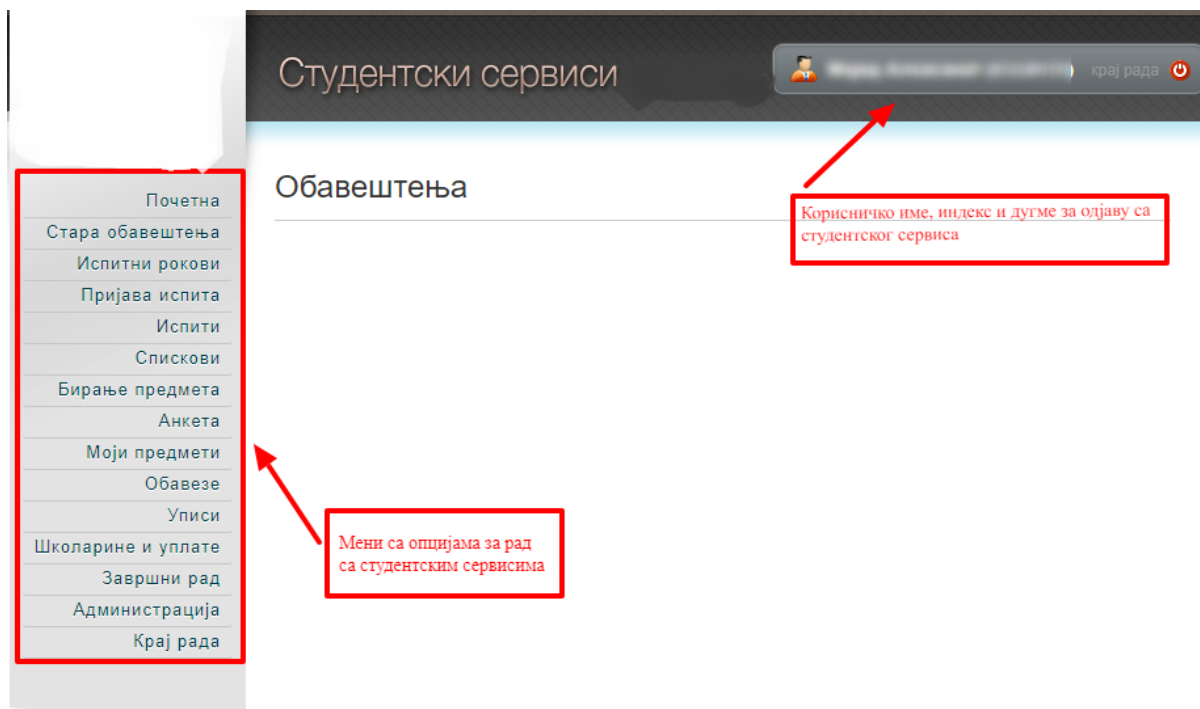 Студентски сервиси
крај рада
Почетна
Стара обавештења
Испитни рокови
Пријава испита
Испити
Спискови
Бирање предмета
Анкета
Моји предмети
Обавезе
Уписи
Школарине и уплате
Завршни рад
Администрација
Крај рада
Обавештења
Корисничко име, индекс и дугме за одјаву са
студентског сервиса
Мени са опцијама за рад
са студентским сервисима